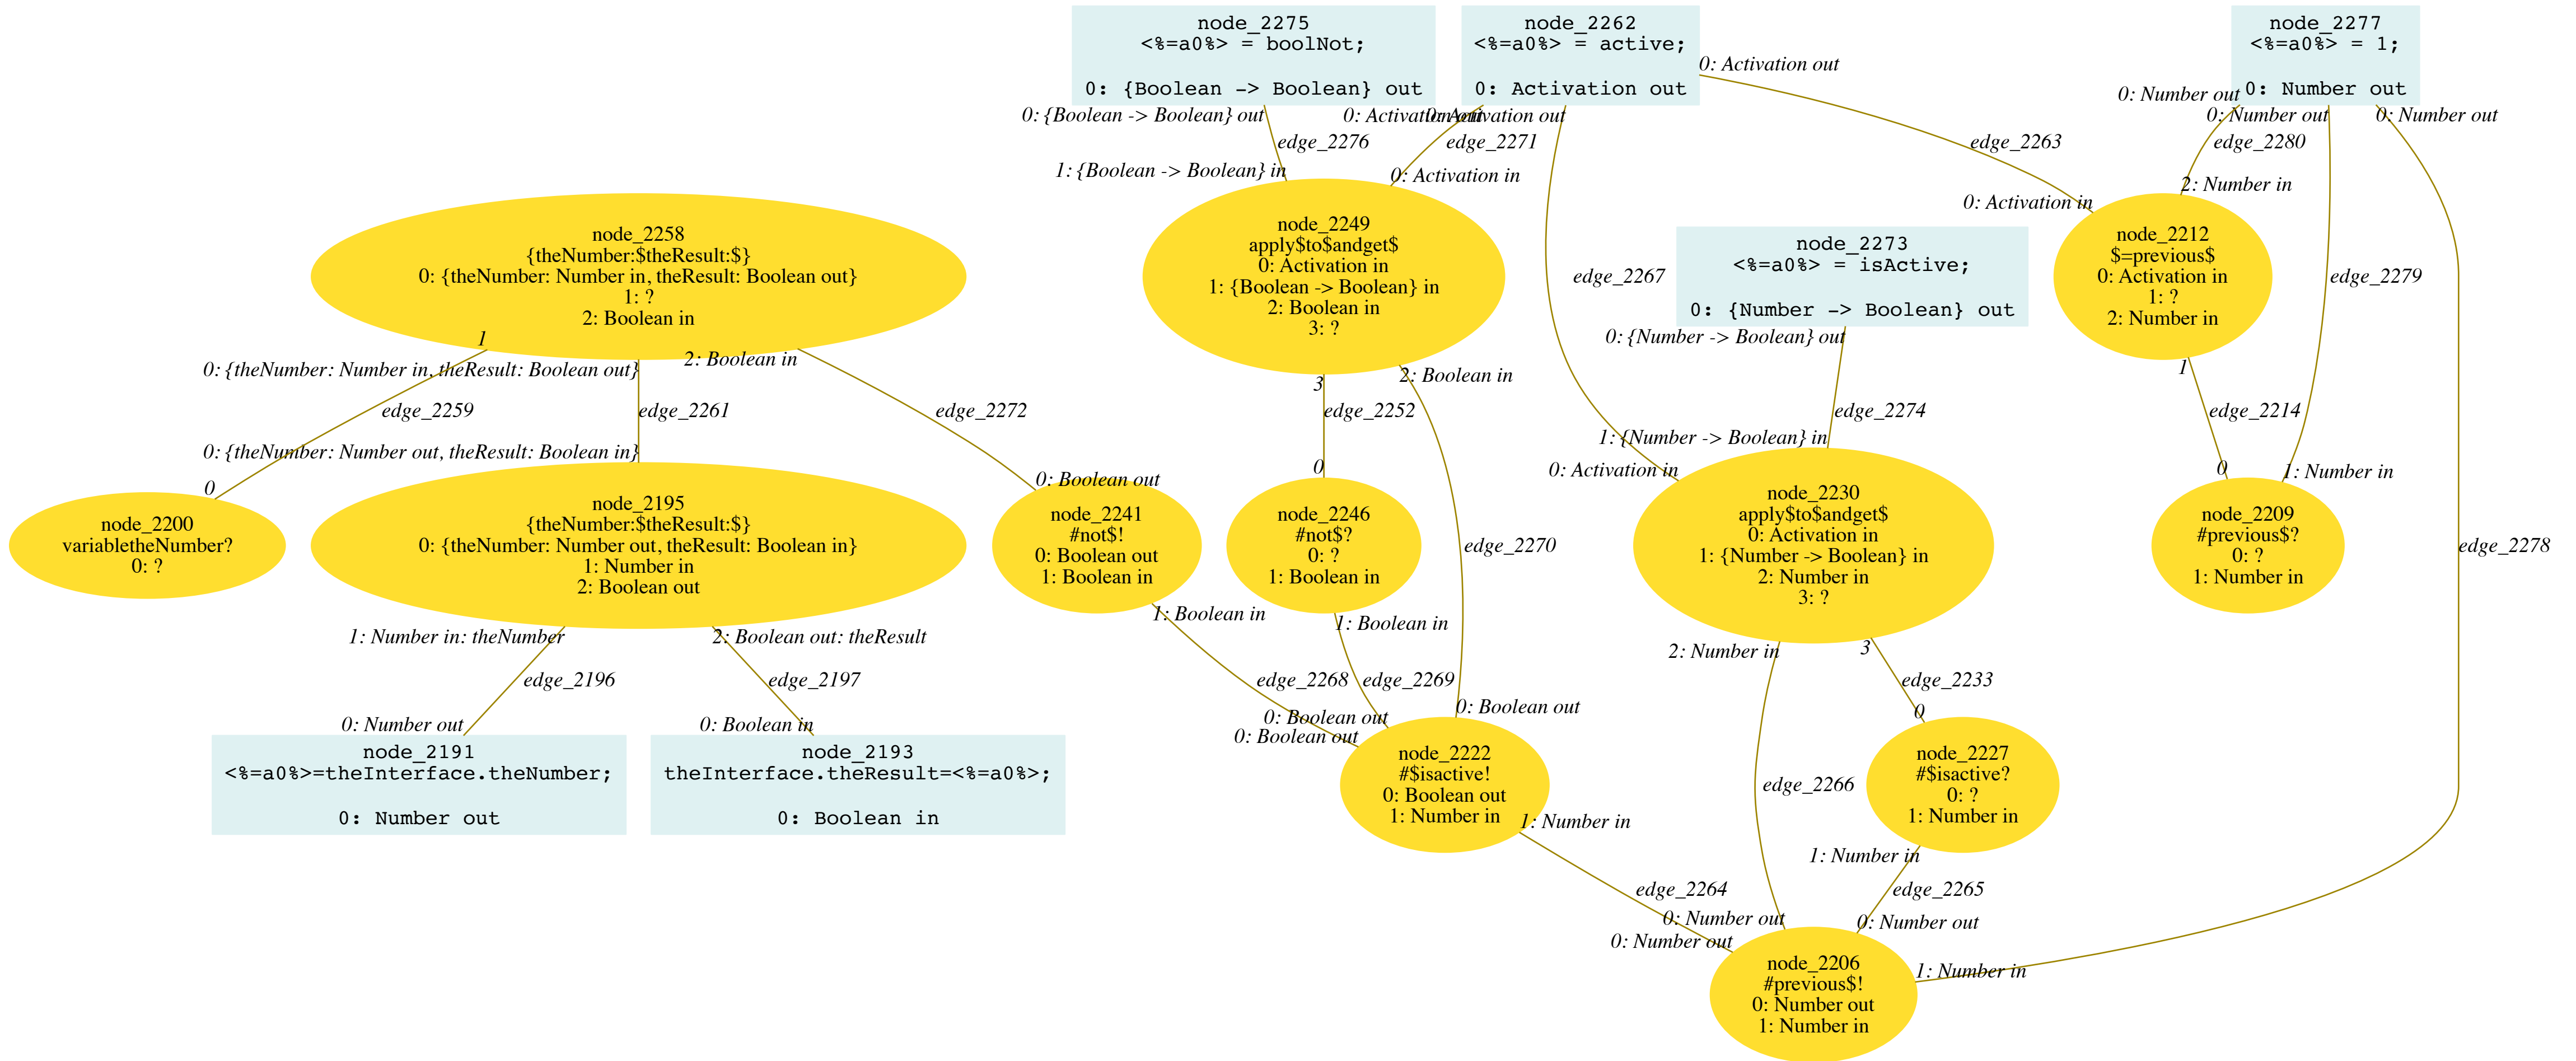 node_2275
<%=a0%> = boolNot;
0: {Boolean -> Boolean} out
node_2262
<%=a0%> = active;
0: Activation out
node_2277
<%=a0%> = 1;
0: Number out
0: Activation out
0: {Boolean -> Boolean} out
0: Activation out
0: Activation out
0: Number out
0: Number out
0: Number out
edge_2276
edge_2271
edge_2263
edge_2280
1: {Boolean -> Boolean} in
0: Activation in
2: Number in
0: Activation in
node_2258
{theNumber:$theResult:$}
0: {theNumber: Number in, theResult: Boolean out}
1: ?
2: Boolean in
node_2249
apply$to$andget$
0: Activation in
1: {Boolean -> Boolean} in
2: Boolean in
3: ?
edge_2267
node_2273
<%=a0%> = isActive;
0: {Number -> Boolean} out
node_2212
$=previous$
0: Activation in
1: ?
2: Number in
edge_2279
1
0: {theNumber: Number in, theResult: Boolean out}
2: Boolean in
3
2: Boolean in
0: {Number -> Boolean} out
1
edge_2259
edge_2261
edge_2272
edge_2252
edge_2274
edge_2214
0
0: {theNumber: Number out, theResult: Boolean in}
0: Boolean out
0
1: {Number -> Boolean} in
0: Activation in
0
1: Number in
node_2200
variabletheNumber?
0: ?
node_2195
{theNumber:$theResult:$}
0: {theNumber: Number out, theResult: Boolean in}
1: Number in
2: Boolean out
node_2241
#not$!
0: Boolean out
1: Boolean in
node_2246
#not$?
0: ?
1: Boolean in
edge_2270
node_2230
apply$to$andget$
0: Activation in
1: {Number -> Boolean} in
2: Number in
3: ?
node_2209
#previous$?
0: ?
1: Number in
edge_2278
1: Number in: theNumber
2: Boolean out: theResult
1: Boolean in
1: Boolean in
2: Number in
3
edge_2196
edge_2197
edge_2268
edge_2269
edge_2233
0: Number out
0: Boolean in
0: Boolean out
0: Boolean out
0: Boolean out
0
node_2191
<%=a0%>=theInterface.theNumber;
0: Number out
node_2193
theInterface.theResult=<%=a0%>;
0: Boolean in
node_2222
#$isactive!
0: Boolean out
1: Number in
edge_2266
node_2227
#$isactive?
0: ?
1: Number in
1: Number in
1: Number in
edge_2264
edge_2265
0: Number out
0: Number out
0: Number out
1: Number in
node_2206
#previous$!
0: Number out
1: Number in